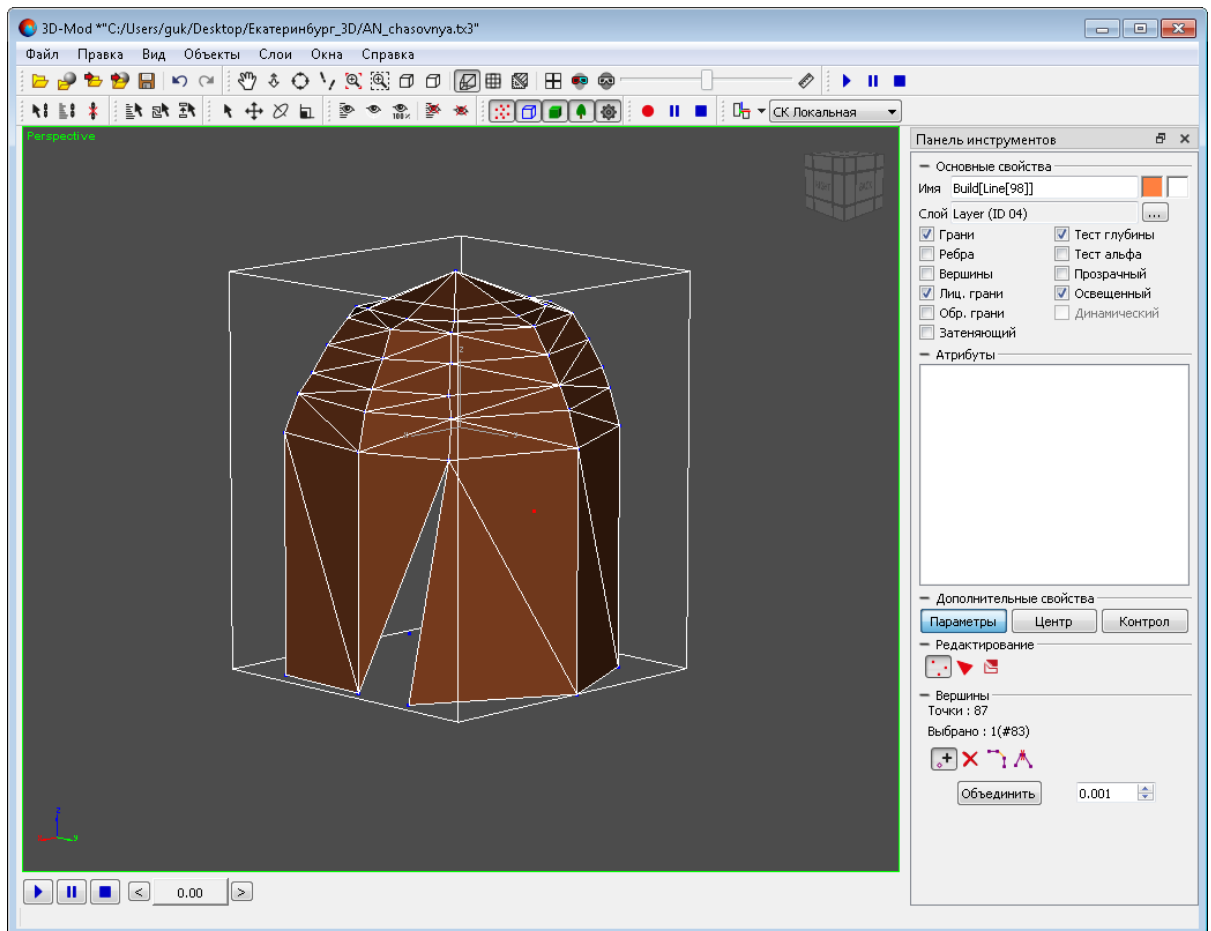 3D-Mod *"C:/Users/guk/Desktop/Екатеринбург_3D/AN_chasovnya.tx3"
Файл Правка Вид Объекты Слои Окна Справка
100%
СК Локальная
Perspective
RIGHT BACK
Панель инструментов
Основные свойства
Имя Build[Line[98]]
Слой Layer (ID 04) ...
Грани Тест глубины
Ребра Тест альфа
Вершины Прозрачный
Лиц. грани Освещенный
Обр. грани Динамический
Затеняющий
Атрибуты
z
Дополнительные свойства
Параметры Центр Контрол
Редактирование
Вершины
Точки : 87
Выбрано : 1(#83)
Объединить 0.001
z
x y
< 0.00 >